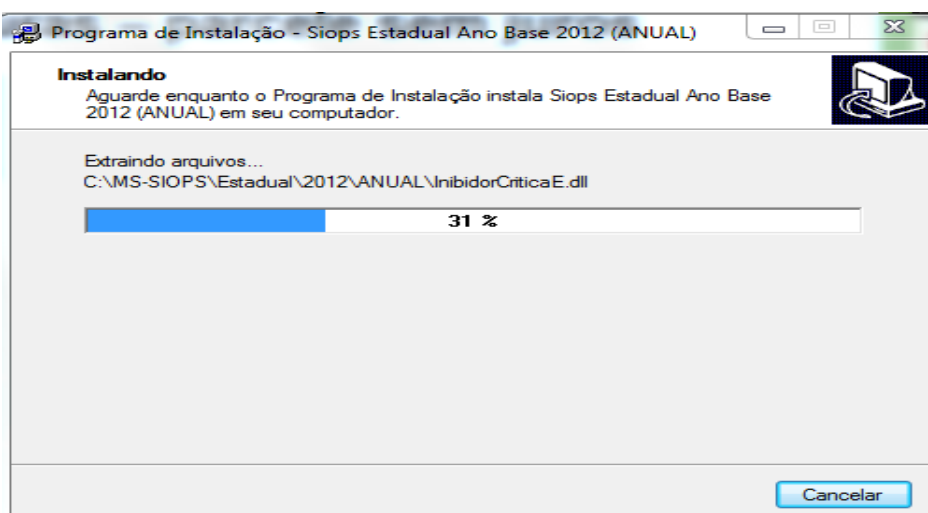 Programa de Instalação - Siops Estadual Ano Base 2012 (ANUAL)
Instalando
Aguarde enquanto o Programa de Instalação instala Siops Estadual Ano Base
2012 (ANUAL) em seu computador.
Extraindo arquivos...
C:\MS-SIOPS\Estadual\2012\ANUAL\InibidorCriticaE.dll
31 %
Cancelar